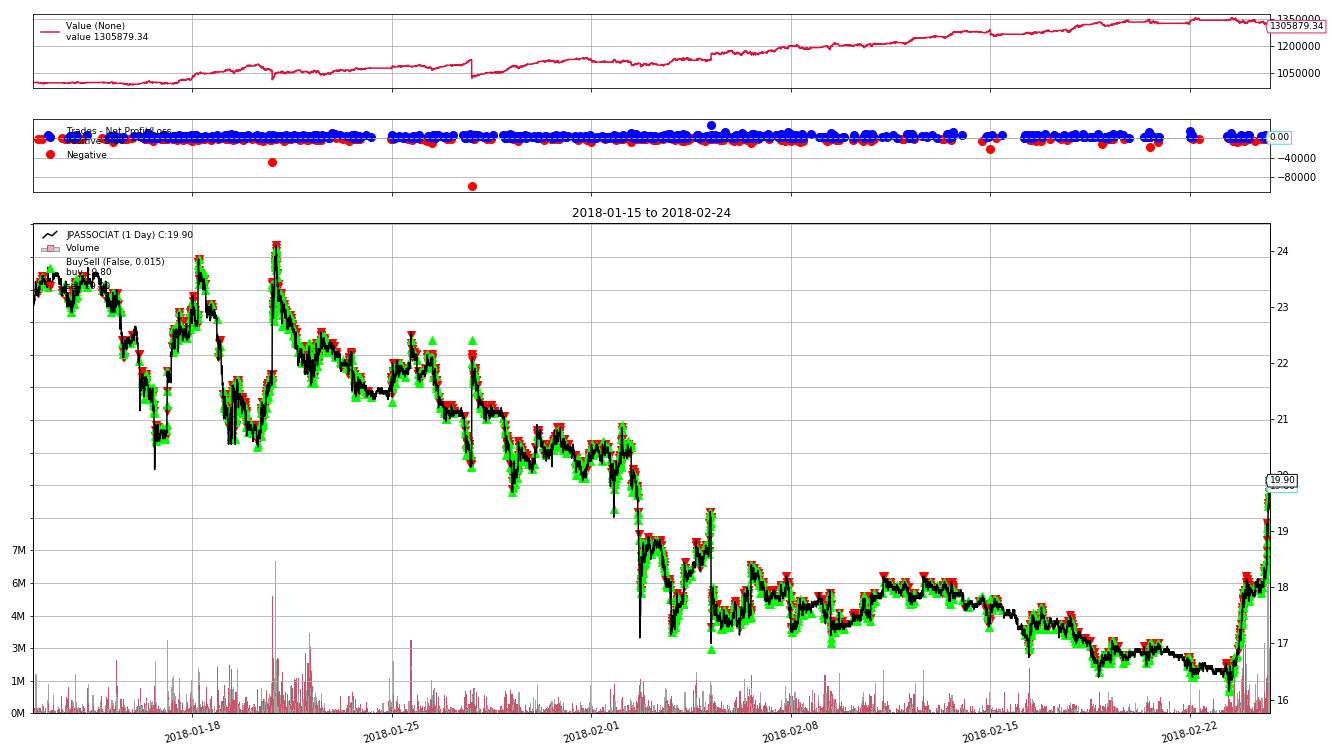 Value (None)
value 1305879.34
1350000
1305879.34
1200000
1050000
Trades - Net Profit/Loss
Positive 0.00
Negative
0.00
−40000
−80000
2018-01-15 to 2018-02-24
JPASSOCIAT (1 Day) C:19.90
Volume
BuySell (False, 0.015)
buy 19.80
24
23
22
21
20
19.90
19
18
17
16
7M
6M
4M
3M
1M
0M
2018-01-18
2018-01-25
2018-02-01
2018-02-08
2018-02-15
2018-02-22